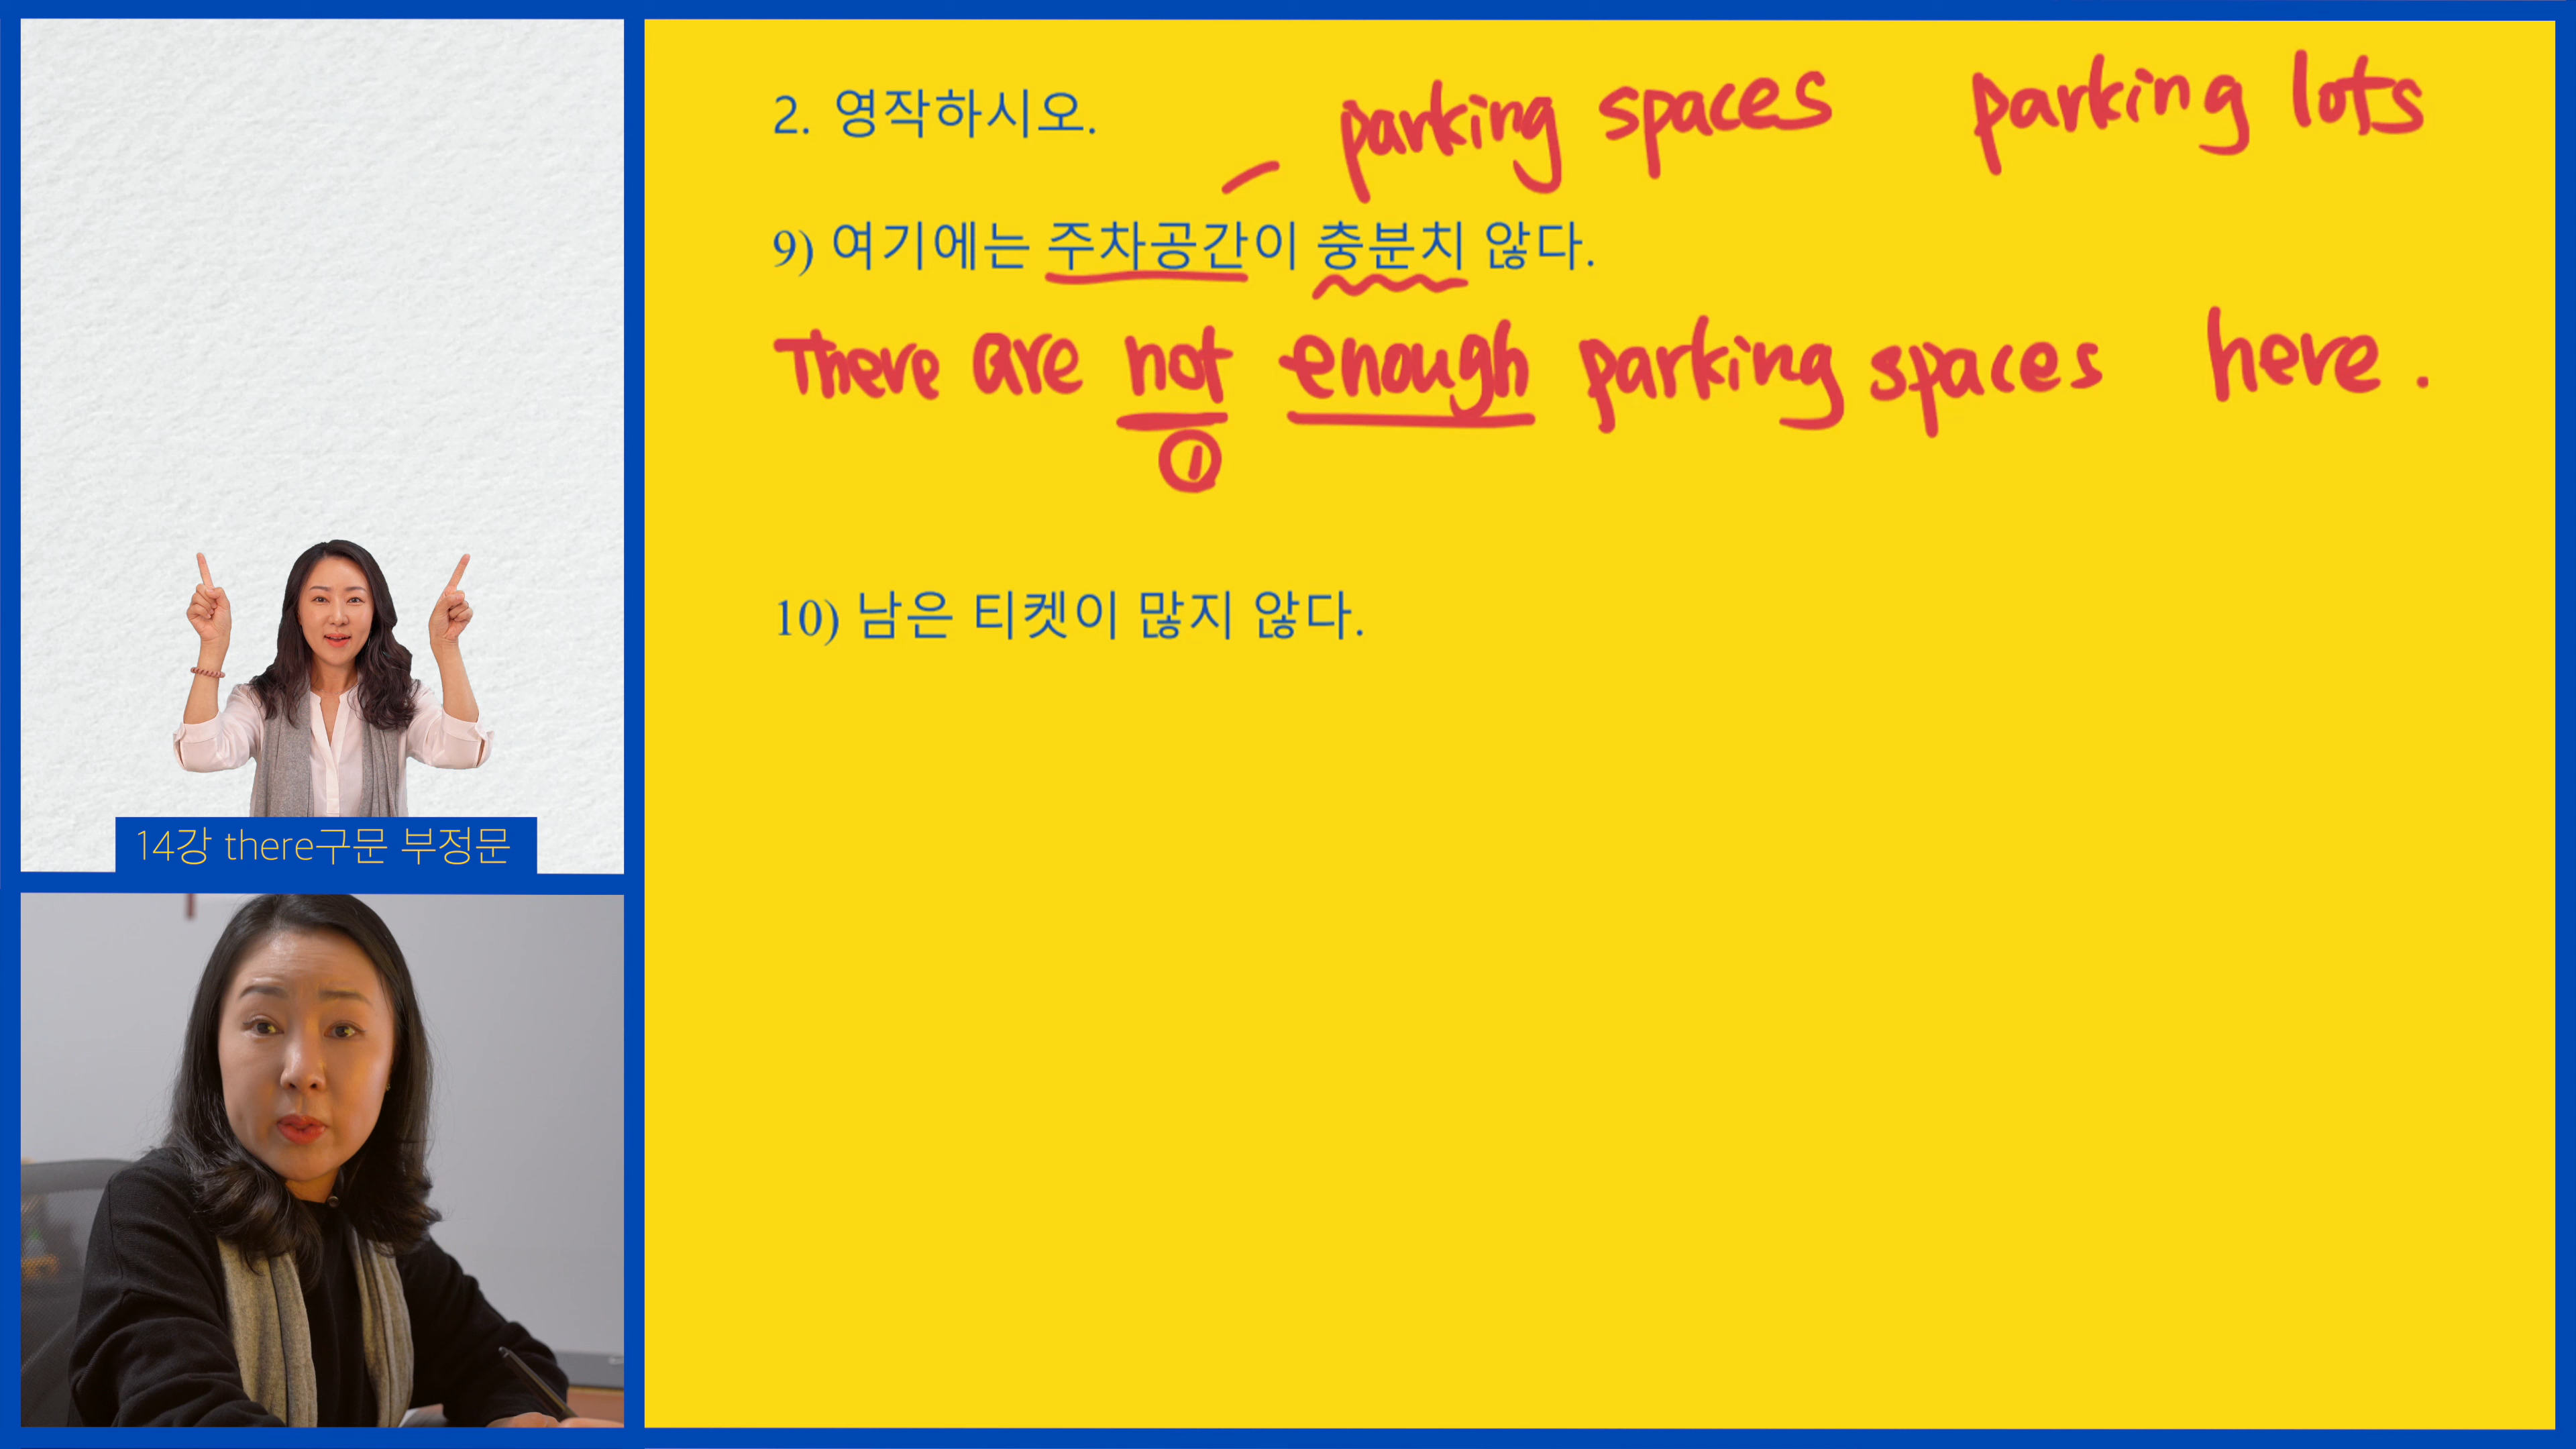 2. 영작하시오.
parking spaces parking lots
9) 여기에는 주차공간이 충분치 않다.
There are not enough parking spaces here.
①
10) 남은 티켓이 많지 않다.
14강 there구문 부정문